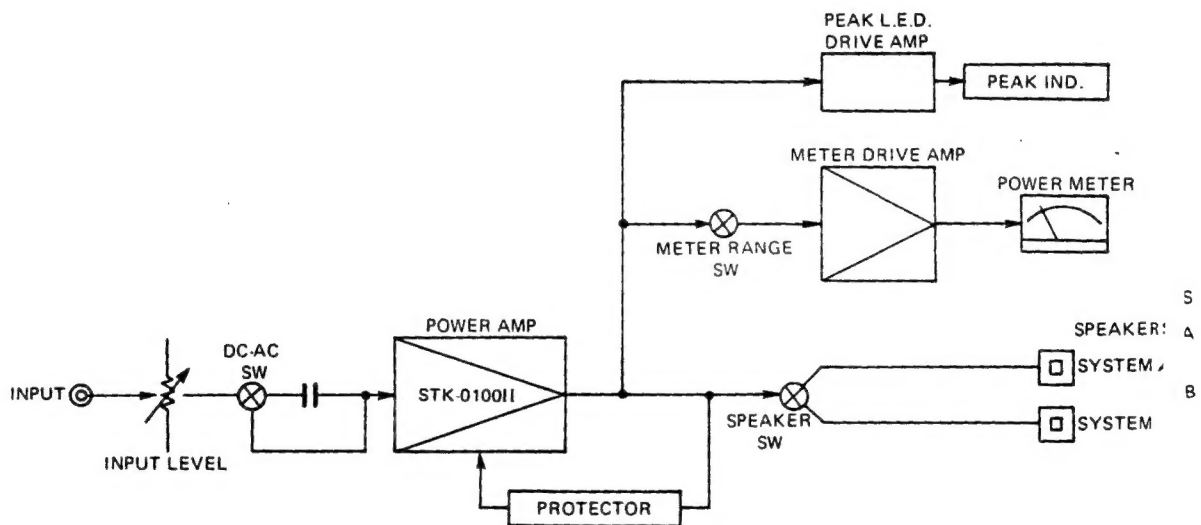 PEAK L.E.D.
DRIVE AMP
PEAK IND.
METER DRIVE AMP
POWER METER
METER RANGE
SW
POWER AMP
STK-0100II
DC-AC
SW
INPUT
INPUT LEVEL
PROTECTOR
SPEAKER
SW
SPEAKERS
SYSTEM A
SYSTEM B